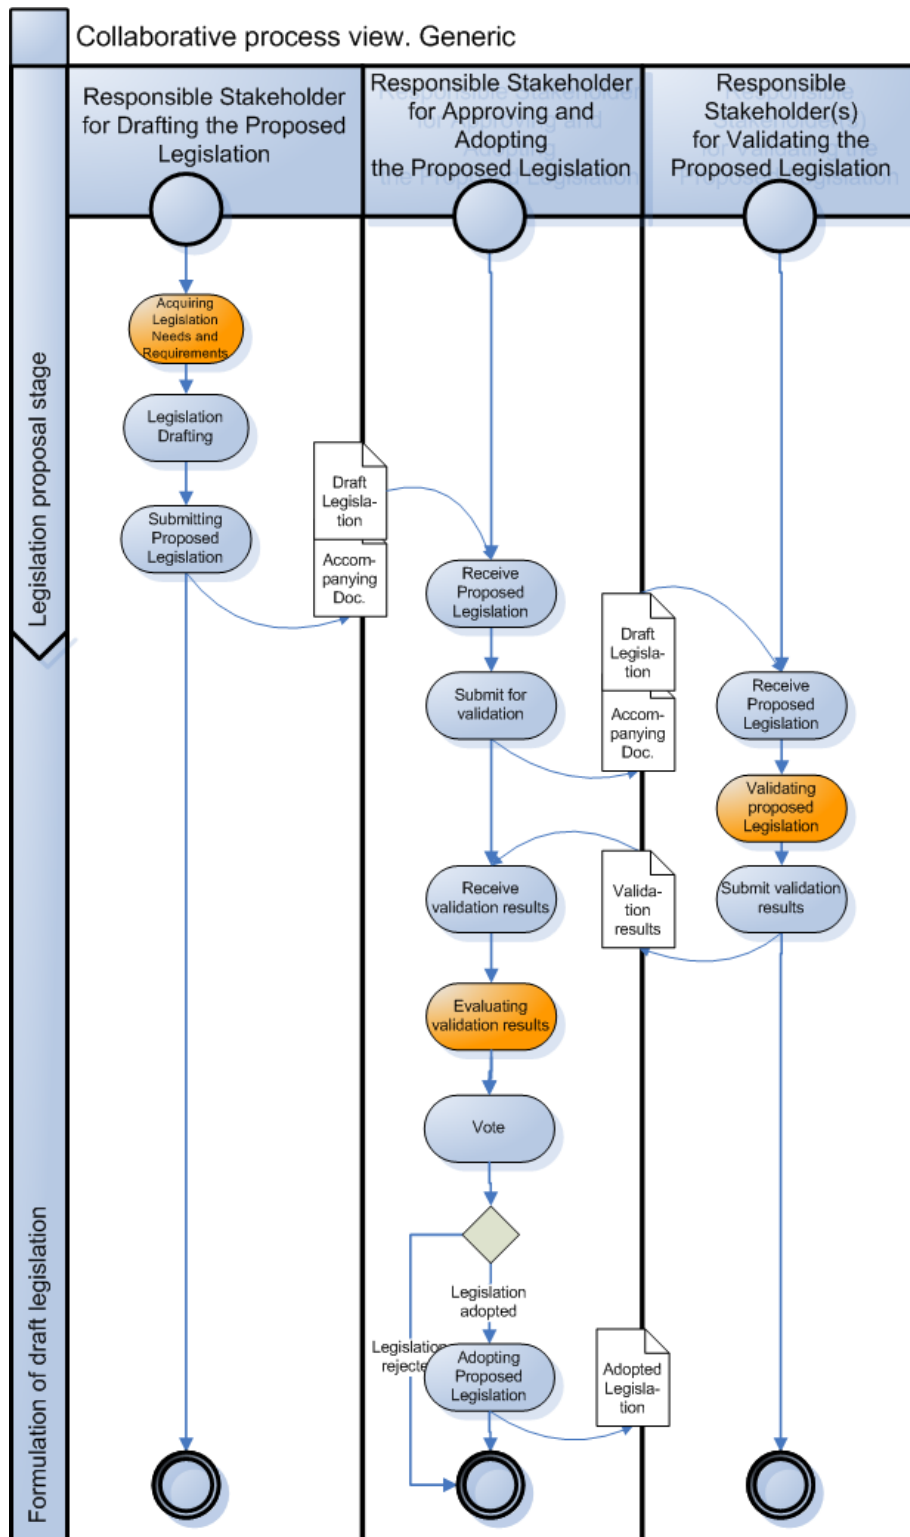 Collaborative process view. Generic
Responsible Stakeholder
for Drafting the Proposed
Legislation
Responsible Stakeholder
for Approving and
Adopting
the Proposed Legislation
Responsible
Stakeholder(s)
for Validating the
Proposed Legislation
Legislation proposal stage
Formulation of draft legislation
Acquiring
Legislation
Needs and
Requirements
Legislation
Drafting
Submitting
Proposed
Legislation
Draft
Legisla-
tion
Accom-
panying
Doc.
Receive
Proposed
Legislation
Submit for
validation
Draft
Legisla-
tion
Accom-
panying
Doc.
Receive
Proposed
Legislation
Validating
proposed
Legislation
Submit validation
results
Valida-
tion
results
Receive
validation results
Evaluating
validation results
Vote
Legislation
adopted
Legislation
rejecte
Adopting
Proposed
Legislation
Adopted
Legisla-
tion